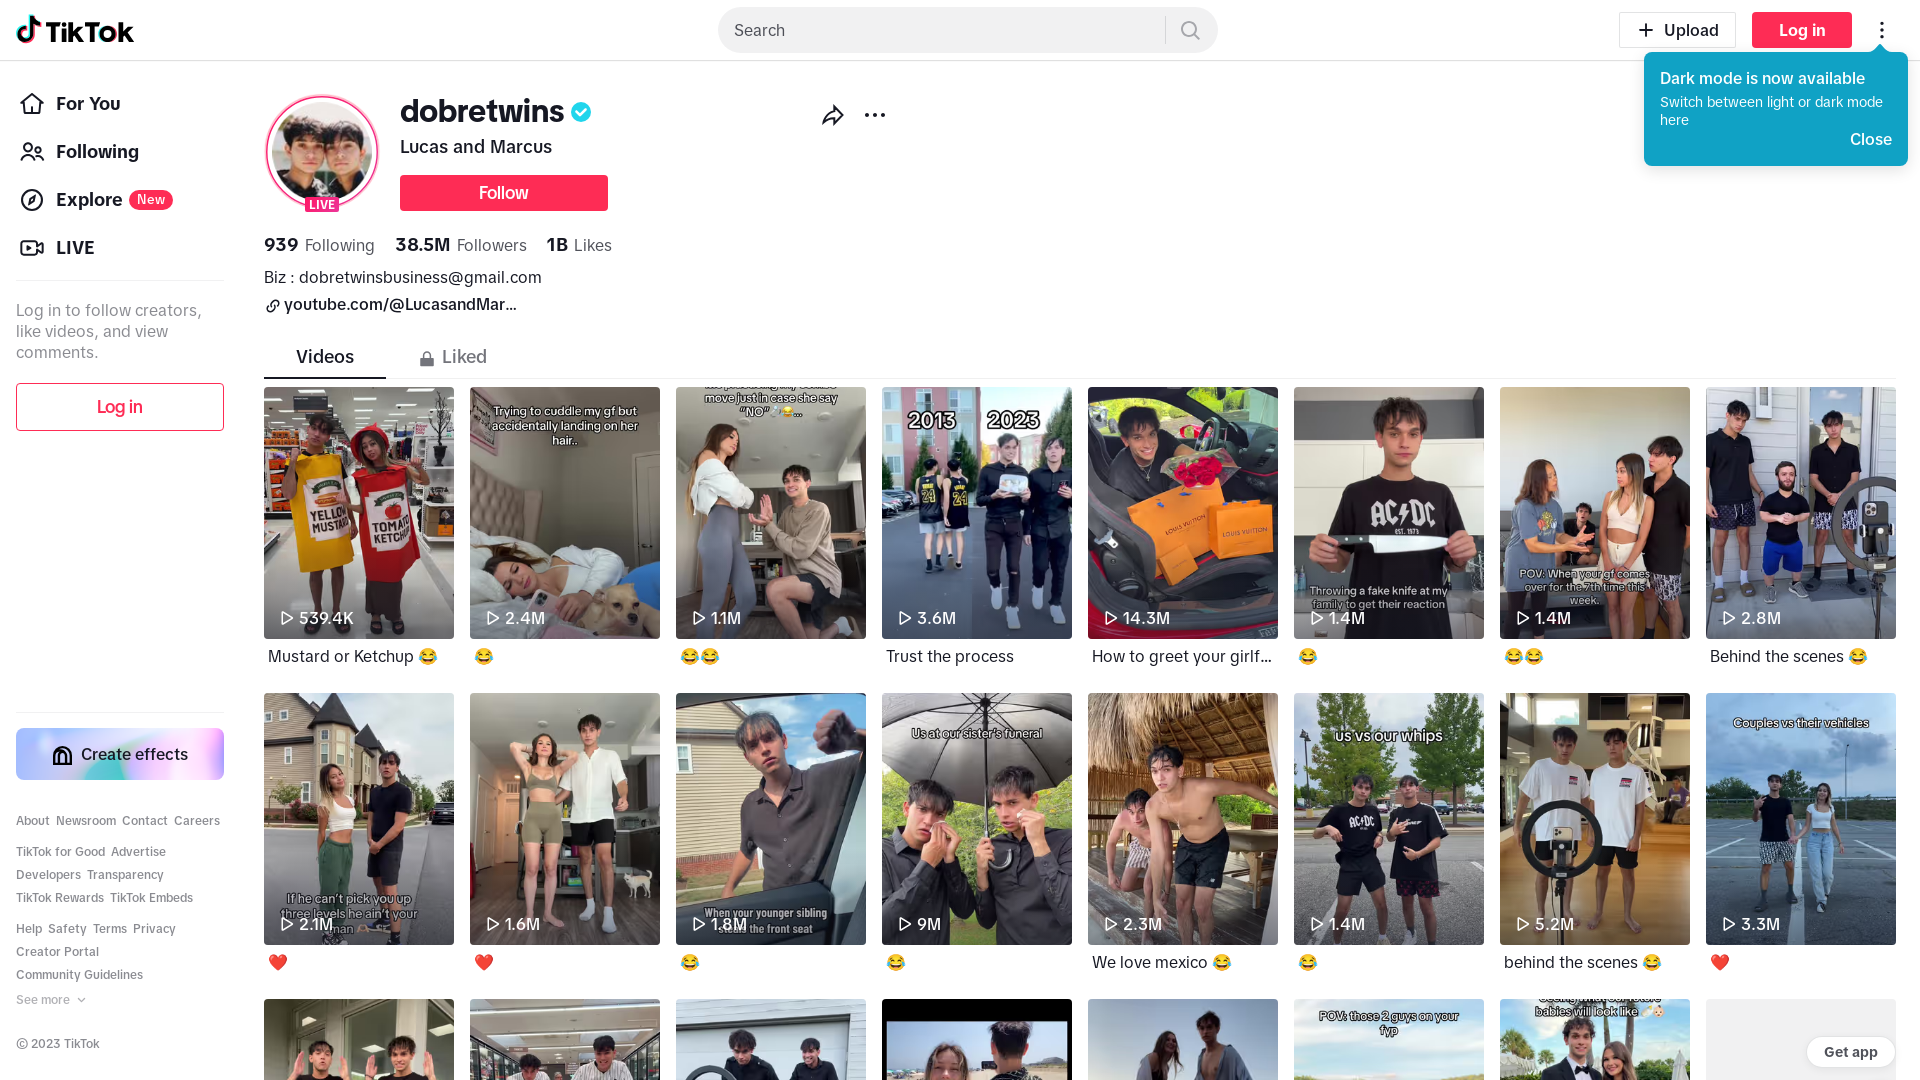 TikTok
Search
Upload
Log in
Dark mode is now available
Switch between light or dark mode
here
Close
For You
Following
Explore New
LIVE
Log in to follow creators,
like videos, and view
comments.
Log in
Create effects
About Newsroom Contact Careers
TikTok for Good Advertise
Developers Transparency
TikTok Rewards TikTok Embeds
Help Safety Terms Privacy
Creator Portal
Community Guidelines
See more
© 2023 TikTok
LIVE
dobretwins
Lucas and Marcus
Follow
939 Following 38.5M Followers 1B Likes
Biz : dobretwinsbusiness@gmail.com
youtube.com/@LucasandMar...
Videos
Liked
YELLOW
MUSTARD
TOMATO
KETCHUP
539.4K
Mustard or Ketchup 😂
Trying to cuddle my gf but
accidentally landing on her
hair..
2.4M
😂
move just in case she say
"NO"
1.1M
😂😂
2013 2023
24
24
3.6M
Trust the process
LOUIS VUITTON
LOUIS VUITTON
14.3M
How to greet your girlf...
AC/DC
EST. 1973
Throwing a fake knife at my
family to get their reaction
1.4M
😂
POV: When your gf comes
over for the 7th time this
week.
1.4M
😂😂
2.8M
Behind the scenes 😂
If he can't pick you up
three levels he ain't your
man
2.1M
❤️
1.6M
❤️
When your younger sibling
steals the front seat
1.8M
😂
Us at our sister's funeral
9M
😂
2.3M
We love mexico 😂
us vs our whips
AC/DC
1.4M
😂
5.2M
behind the scenes 😂
Couples vs their vehicles
3.3M
❤️
POV: those 2 guys on your
fyp
Seeing what our future
babies will look like
Get app